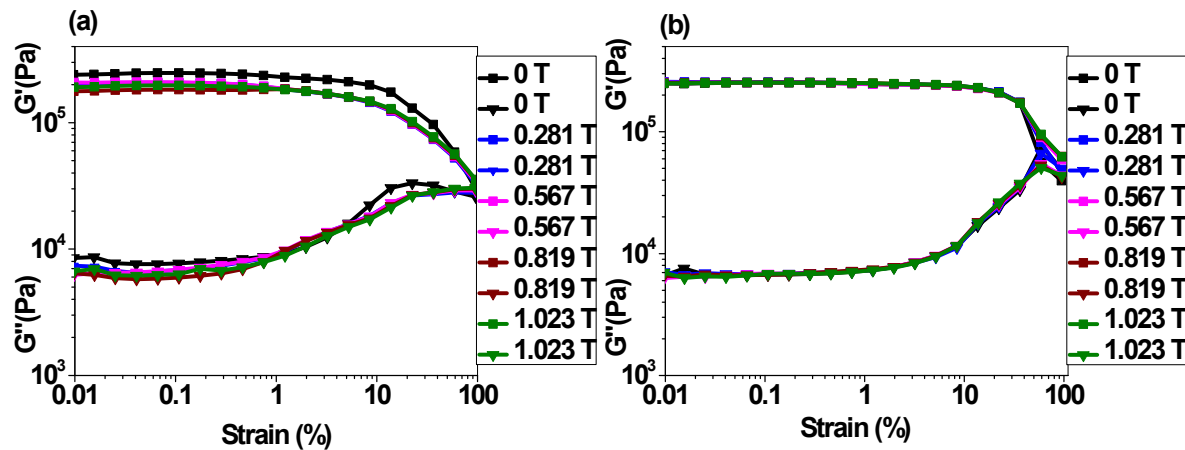 (a)
G'(Pa)
G''(Pa)
10^5
10^4
10^3
0.01 0.1 1 10 100
Strain (%)
0 T
0 T
0.281 T
0.281 T
0.567 T
0.567 T
0.819 T
0.819 T
1.023 T
1.023 T
(b)
G'(Pa)
G''(Pa)
10^5
10^4
10^3
0.01 0.1 1 10 100
Strain (%)
0 T
0 T
0.281 T
0.281 T
0.567 T
0.567 T
0.819 T
0.819 T
1.023 T
1.023 T